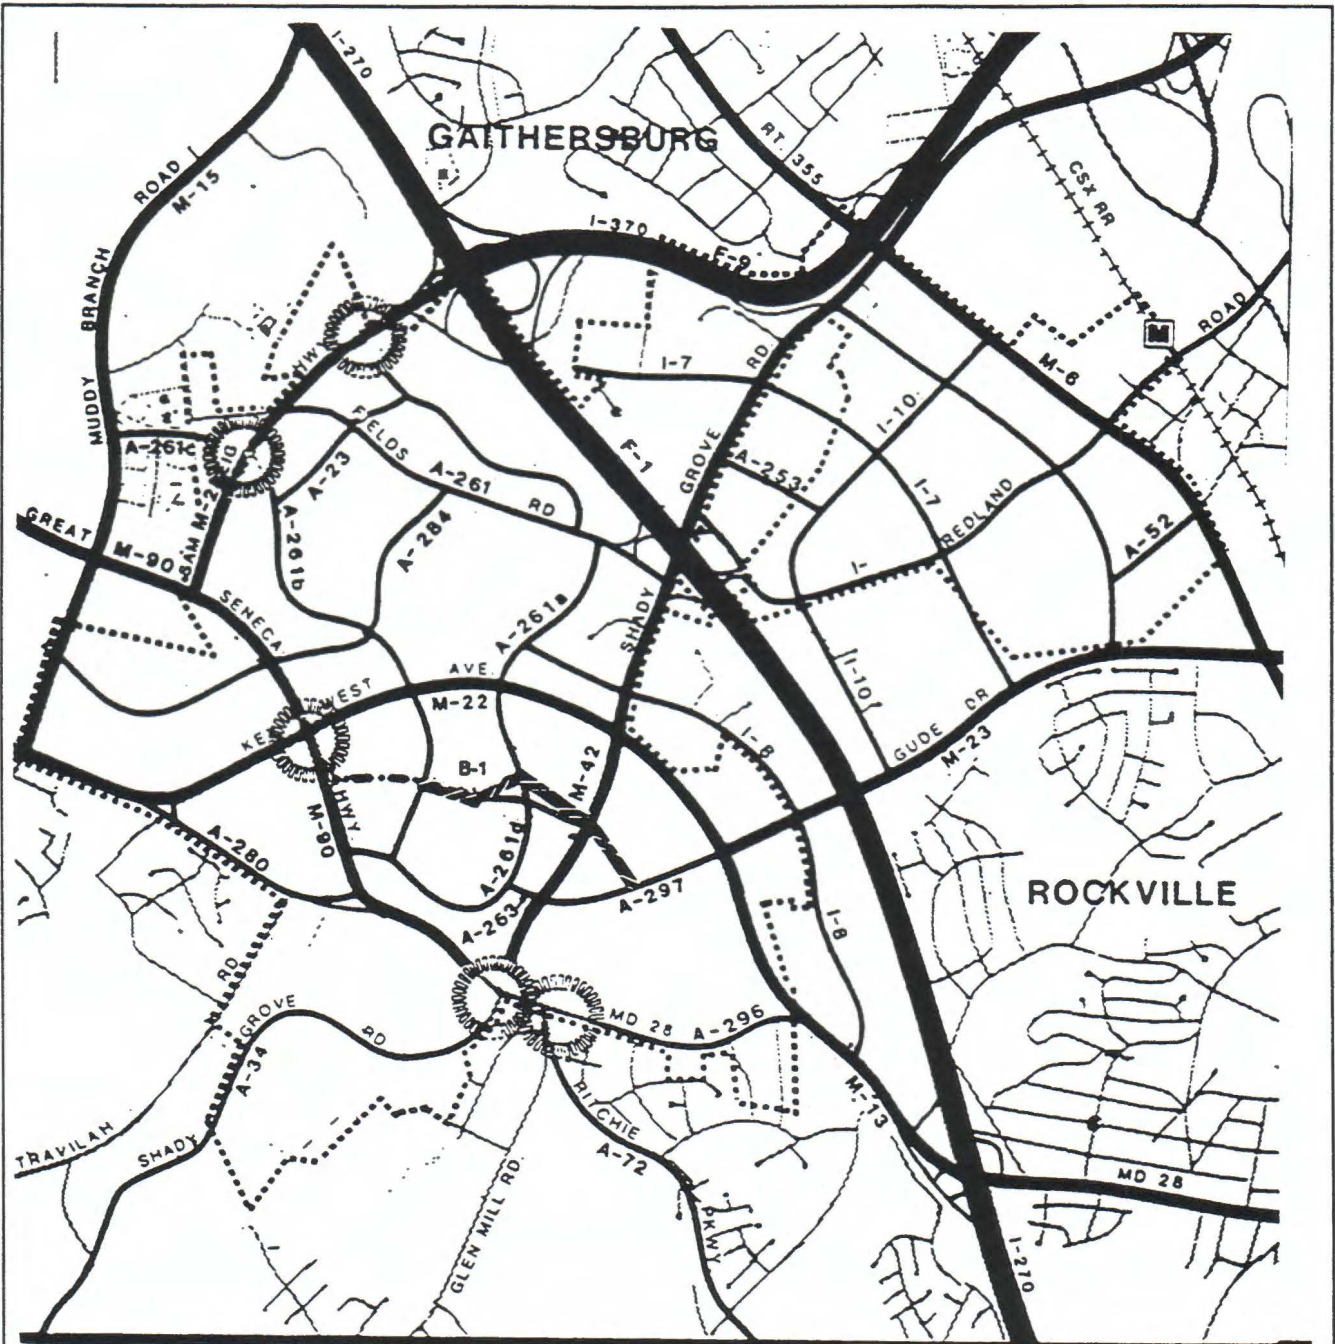 I-270
GAITHERSBURG
RT. 355
CSX RR
MUDDY BRANCH ROAD
M-15
I-370
F-9
M
ROAD
I-7
RD.
M-6
HWY
I-10
A-261c
FIELDS
A-23
A-261
RD
F-1
GROVE
A-253
I-7
REDLAND
A-52
GREAT
M-90
SAM
M-2
A-261b
A-284
SENECA
A-261a
SHADY
I-
I-10
AVE.
WEST
M-22
KEY
I-8
GUDE DR
M-23
B-1
M-42
HWY
M-90
A-280
A-261d
A-263
A-297
ROCKVILLE
I-8
RD
GROVE
RD
MD 28
A-296
A-34
M-13
RITCHIE
A-72
TRAVILAH
SHADY
GLEN MILL RD.
PKWY
MD 28
I-270